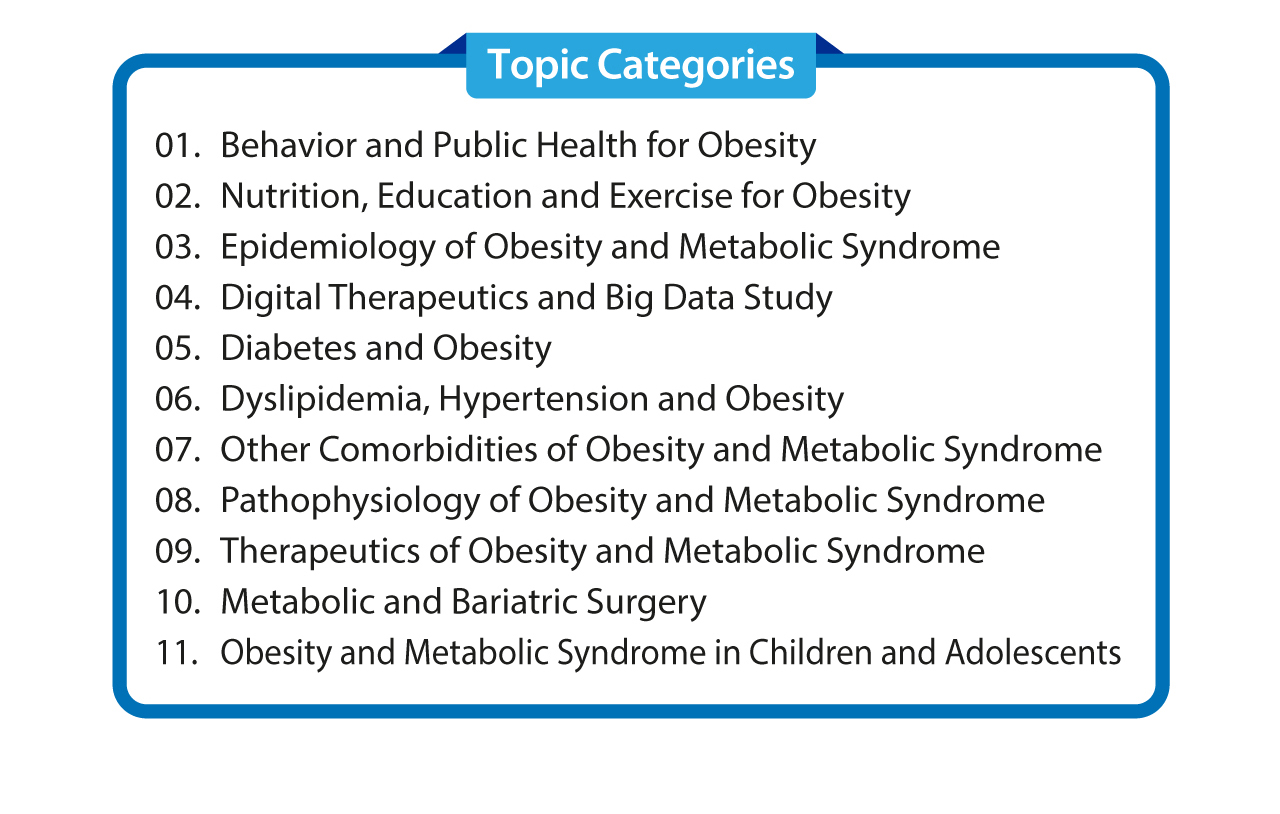 Topic Categories
01. Behavior and Public Health for Obesity
02. Nutrition, Education and Exercise for Obesity
03. Epidemiology of Obesity and Metabolic Syndrome
04. Digital Therapeutics and Big Data Study
05. Diabetes and Obesity
06. Dyslipidemia, Hypertension and Obesity
07. Other Comorbidities of Obesity and Metabolic Syndrome
08. Pathophysiology of Obesity and Metabolic Syndrome
09. Therapeutics of Obesity and Metabolic Syndrome
10. Metabolic and Bariatric Surgery
11. Obesity and Metabolic Syndrome in Children and Adolescents